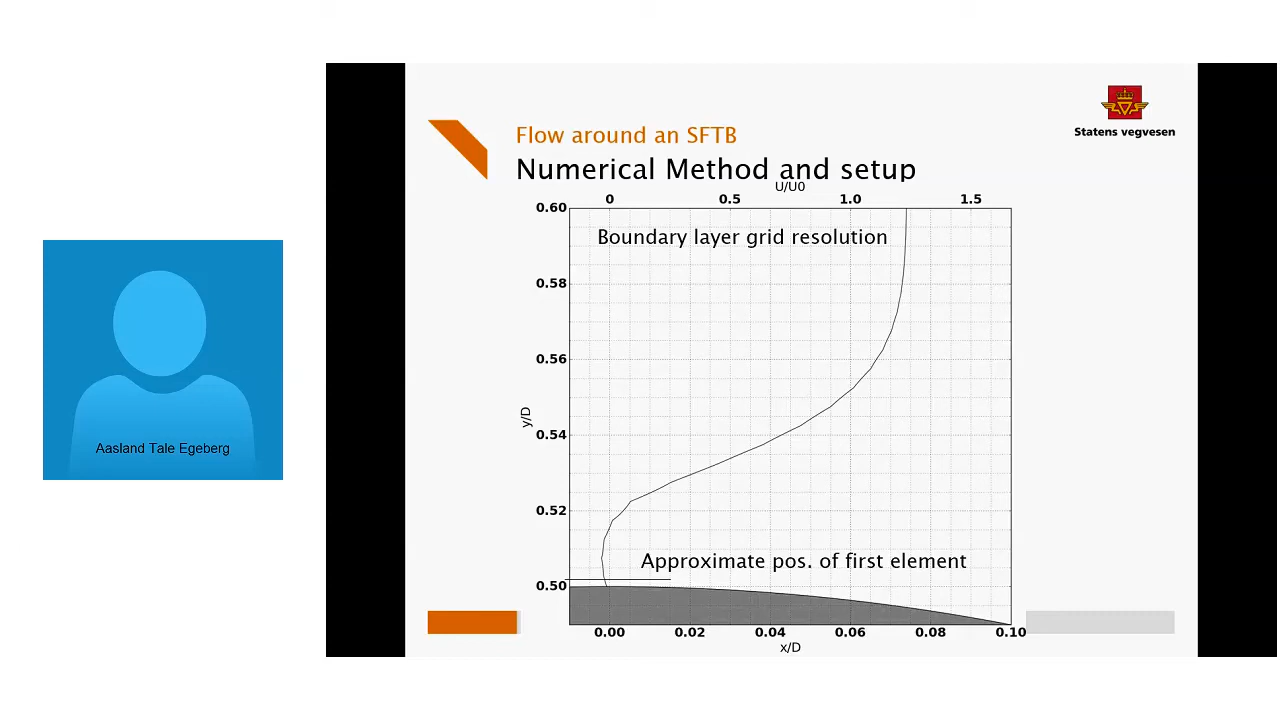 Statens vegvesen
Flow around an SFTB
Numerical Method and setup
U/U0
0 0.5 1.0 1.5
0.60
Boundary layer grid resolution
0.58
0.56
y/D
0.54
Aasland Tale Egeberg
0.52
Approximate pos. of first element
0.50
0.00 0.02 0.04 0.06 0.08 0.10
x/D